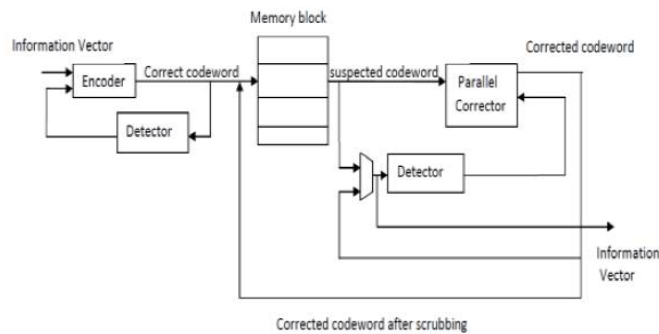 Memory block
Information Vector
Corrected codeword
Encoder
Correct codeword
suspected codeword
Parallel
Corrector
Detector
Detector
Information
Vector
Corrected codeword after scrubbing